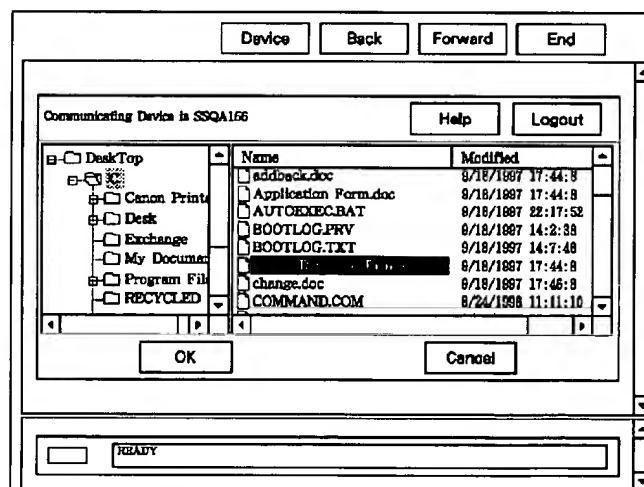 Device Back Forward End
Communicating Device is SSQA166
Help Logout
DeskTop
C
Canon Printe
Desk
Exchange
My Documen
Program File
RECYCLED
Name Modified
addback.doc 9/18/1997 17:44:8
Application Form.doc 9/18/1997 17:44:8
AUTOEXEC.BAT 9/18/1997 22:17:52
BOOTLOG.PRV 9/18/1997 14:2:38
BOOTLOG.TXT 9/18/1997 14:7:46
9/18/1997 17:44:8
change.doc 9/18/1997 17:46:8
COMMAND.COM 8/24/1996 11:11:10
OK Cancel
READY